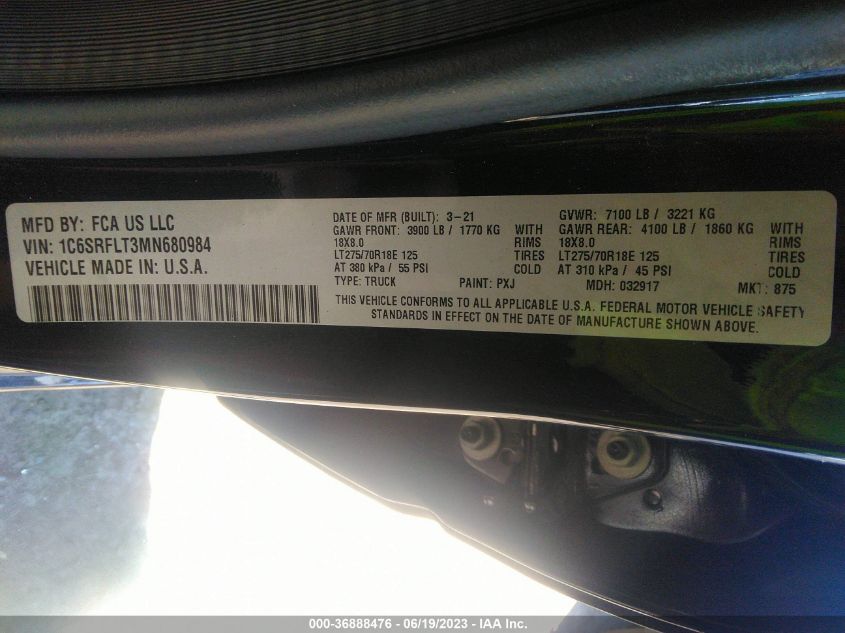 MFD BY: FCA US LLC
VIN: 1C6SRFLT3MN680984
VEHICLE MADE IN: U.S.A.
DATE OF MFR (BUILT): 3-21 GVWR: 7100 LB / 3221 KG
GAWR FRONT: 3900 LB / 1770 KG WITH GAWR REAR: 4100 LB / 1860 KG WITH
18X8.0 RIMS 18X8.0 RIMS
LT275/70R18E 125 TIRES LT275/70R18E 125 TIRES
AT 380 kPa / 55 PSI COLD AT 310 kPa / 45 PSI COLD
TYPE: TRUCK PAINT: PXJ MDH: 032917 MKT: 875
THIS VEHICLE CONFORMS TO ALL APPLICABLE U.S.A. FEDERAL MOTOR VEHICLE SAFETY
STANDARDS IN EFFECT ON THE DATE OF MANUFACTURE SHOWN ABOVE.
000-36888476 - 06/19/2023 - IAA Inc.